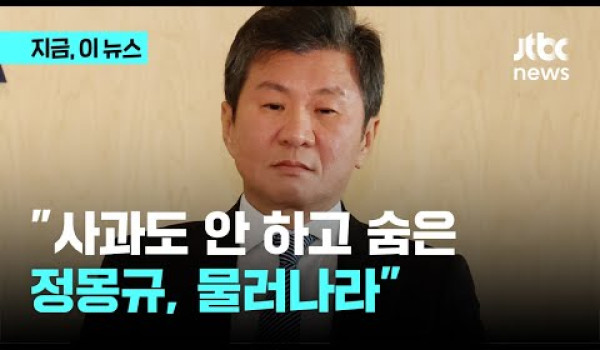 지금, 이 뉴스
jtbc
news
"사과도 안 하고 숨은
정몽규, 물러나라"